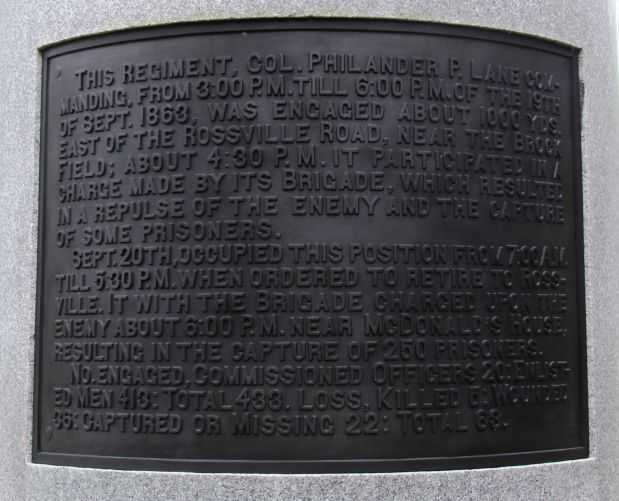 THIS REGIMENT, COL. PHILANDER P. LANE COM-
MANDING, FROM 3:00 P.M. TILL 6:00 P.M. OF THE 19TH
OF SEPT. 1863, WAS ENGAGED ABOUT 1000 YDS.
EAST OF THE ROSSVILLE ROAD, NEAR THE BROCK
FIELD; ABOUT 4:30 P.M. IT PARTICIPATED IN A
CHARGE MADE BY ITS BRIGADE, WHICH RESULTED
IN A REPULSE OF THE ENEMY AND THE CAPTURE
OF SOME PRISONERS.
SEPT. 20TH, OCCUPIED THIS POSITION FROM 7:00 A.M.
TILL 5:30 P.M. WHEN ORDERED TO RETIRE TO ROSS-
VILLE. IT WITH THE BRIGADE CHARGED UPON THE
ENEMY ABOUT 6:00 P.M. NEAR MCDONALD'S HOUSE,
RESULTING IN THE CAPTURE OF 250 PRISONERS.
NO. ENGAGED, COMMISSIONED OFFICERS 20: ENLIST-
ED MEN 413: TOTAL 433. LOSS, KILLED 5: WOUNDED
36: CAPTURED OR MISSING 22: TOTAL 63.